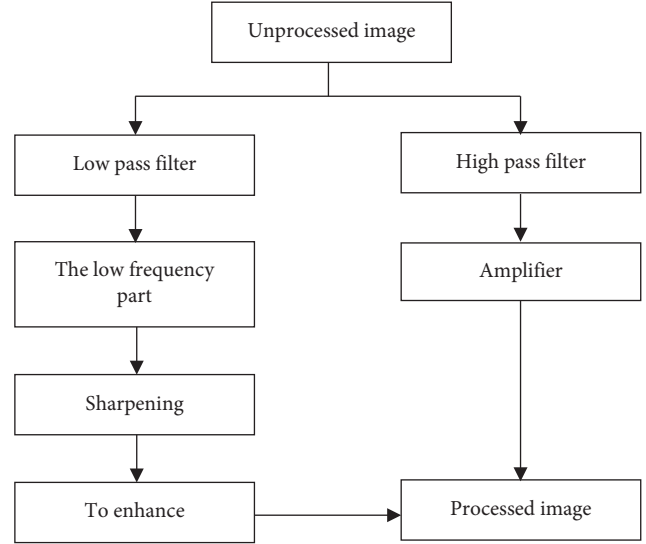 Unprocessed image
Low pass filter
High pass filter
The low frequency
part
Amplifier
Sharpening
To enhance
Processed image